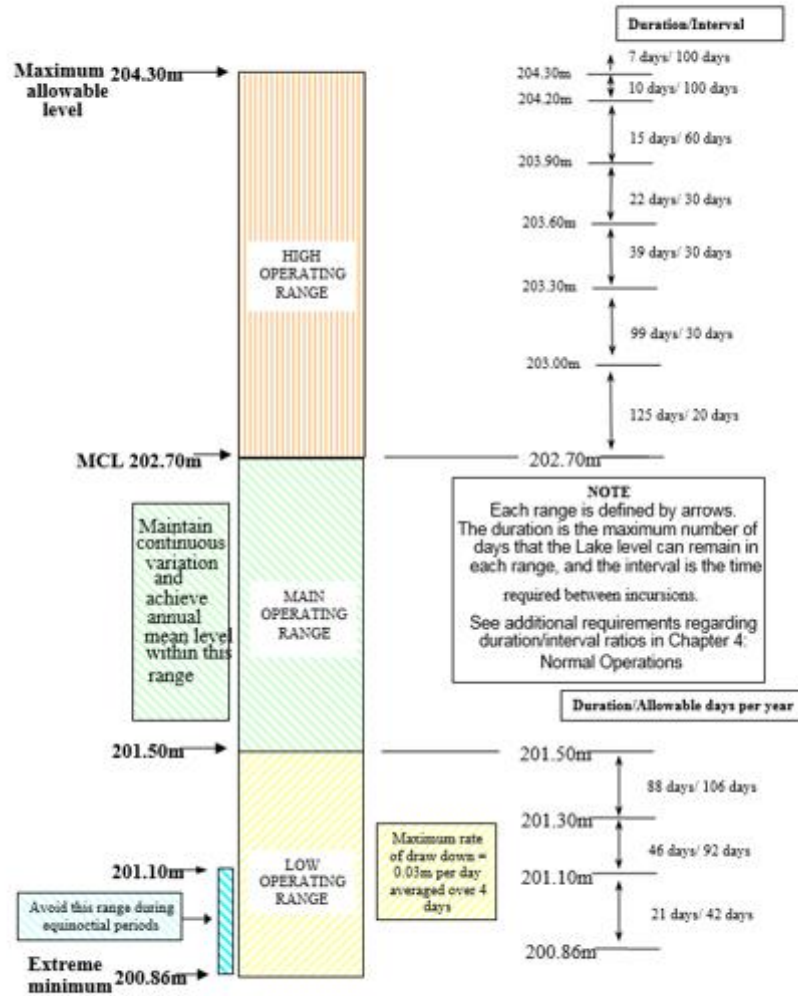 Duration/Interval
7 days/ 100 days
Maximum 204.30m
allowable
level
204.30m
10 days/ 100 days
204.20m
15 days/ 60 days
203.90m
22 days/ 30 days
203.60m
HIGH
OPERATING
RANGE
39 days/ 30 days
203.30m
99 days/ 30 days
203.00m
125 days/ 20 days
MCL 202.70m
202.70m
Maintain
continuous
variation
and
achieve
annual
mean level
within this
range
MAIN
OPERATING
RANGE
NOTE
Each range is defined by arrows.
The duration is the maximum number of
days that the Lake level can remain in
each range, and the interval is the time
required between incursions.
See additional requirements regarding
duration/interval ratios in Chapter 4:
Normal Operations
Duration/Allowable days per year
201.50m
201.50m
88 days/ 106 days
201.30m
Maximum rate
of draw down =
0.03m per day
averaged over 4
days
LOW
OPERATING
RANGE
46 days/ 92 days
201.10m
201.10m
Avoid this range during
equinoctial periods
21 days/ 42 days
200.86m
Extreme
minimum 200.86m